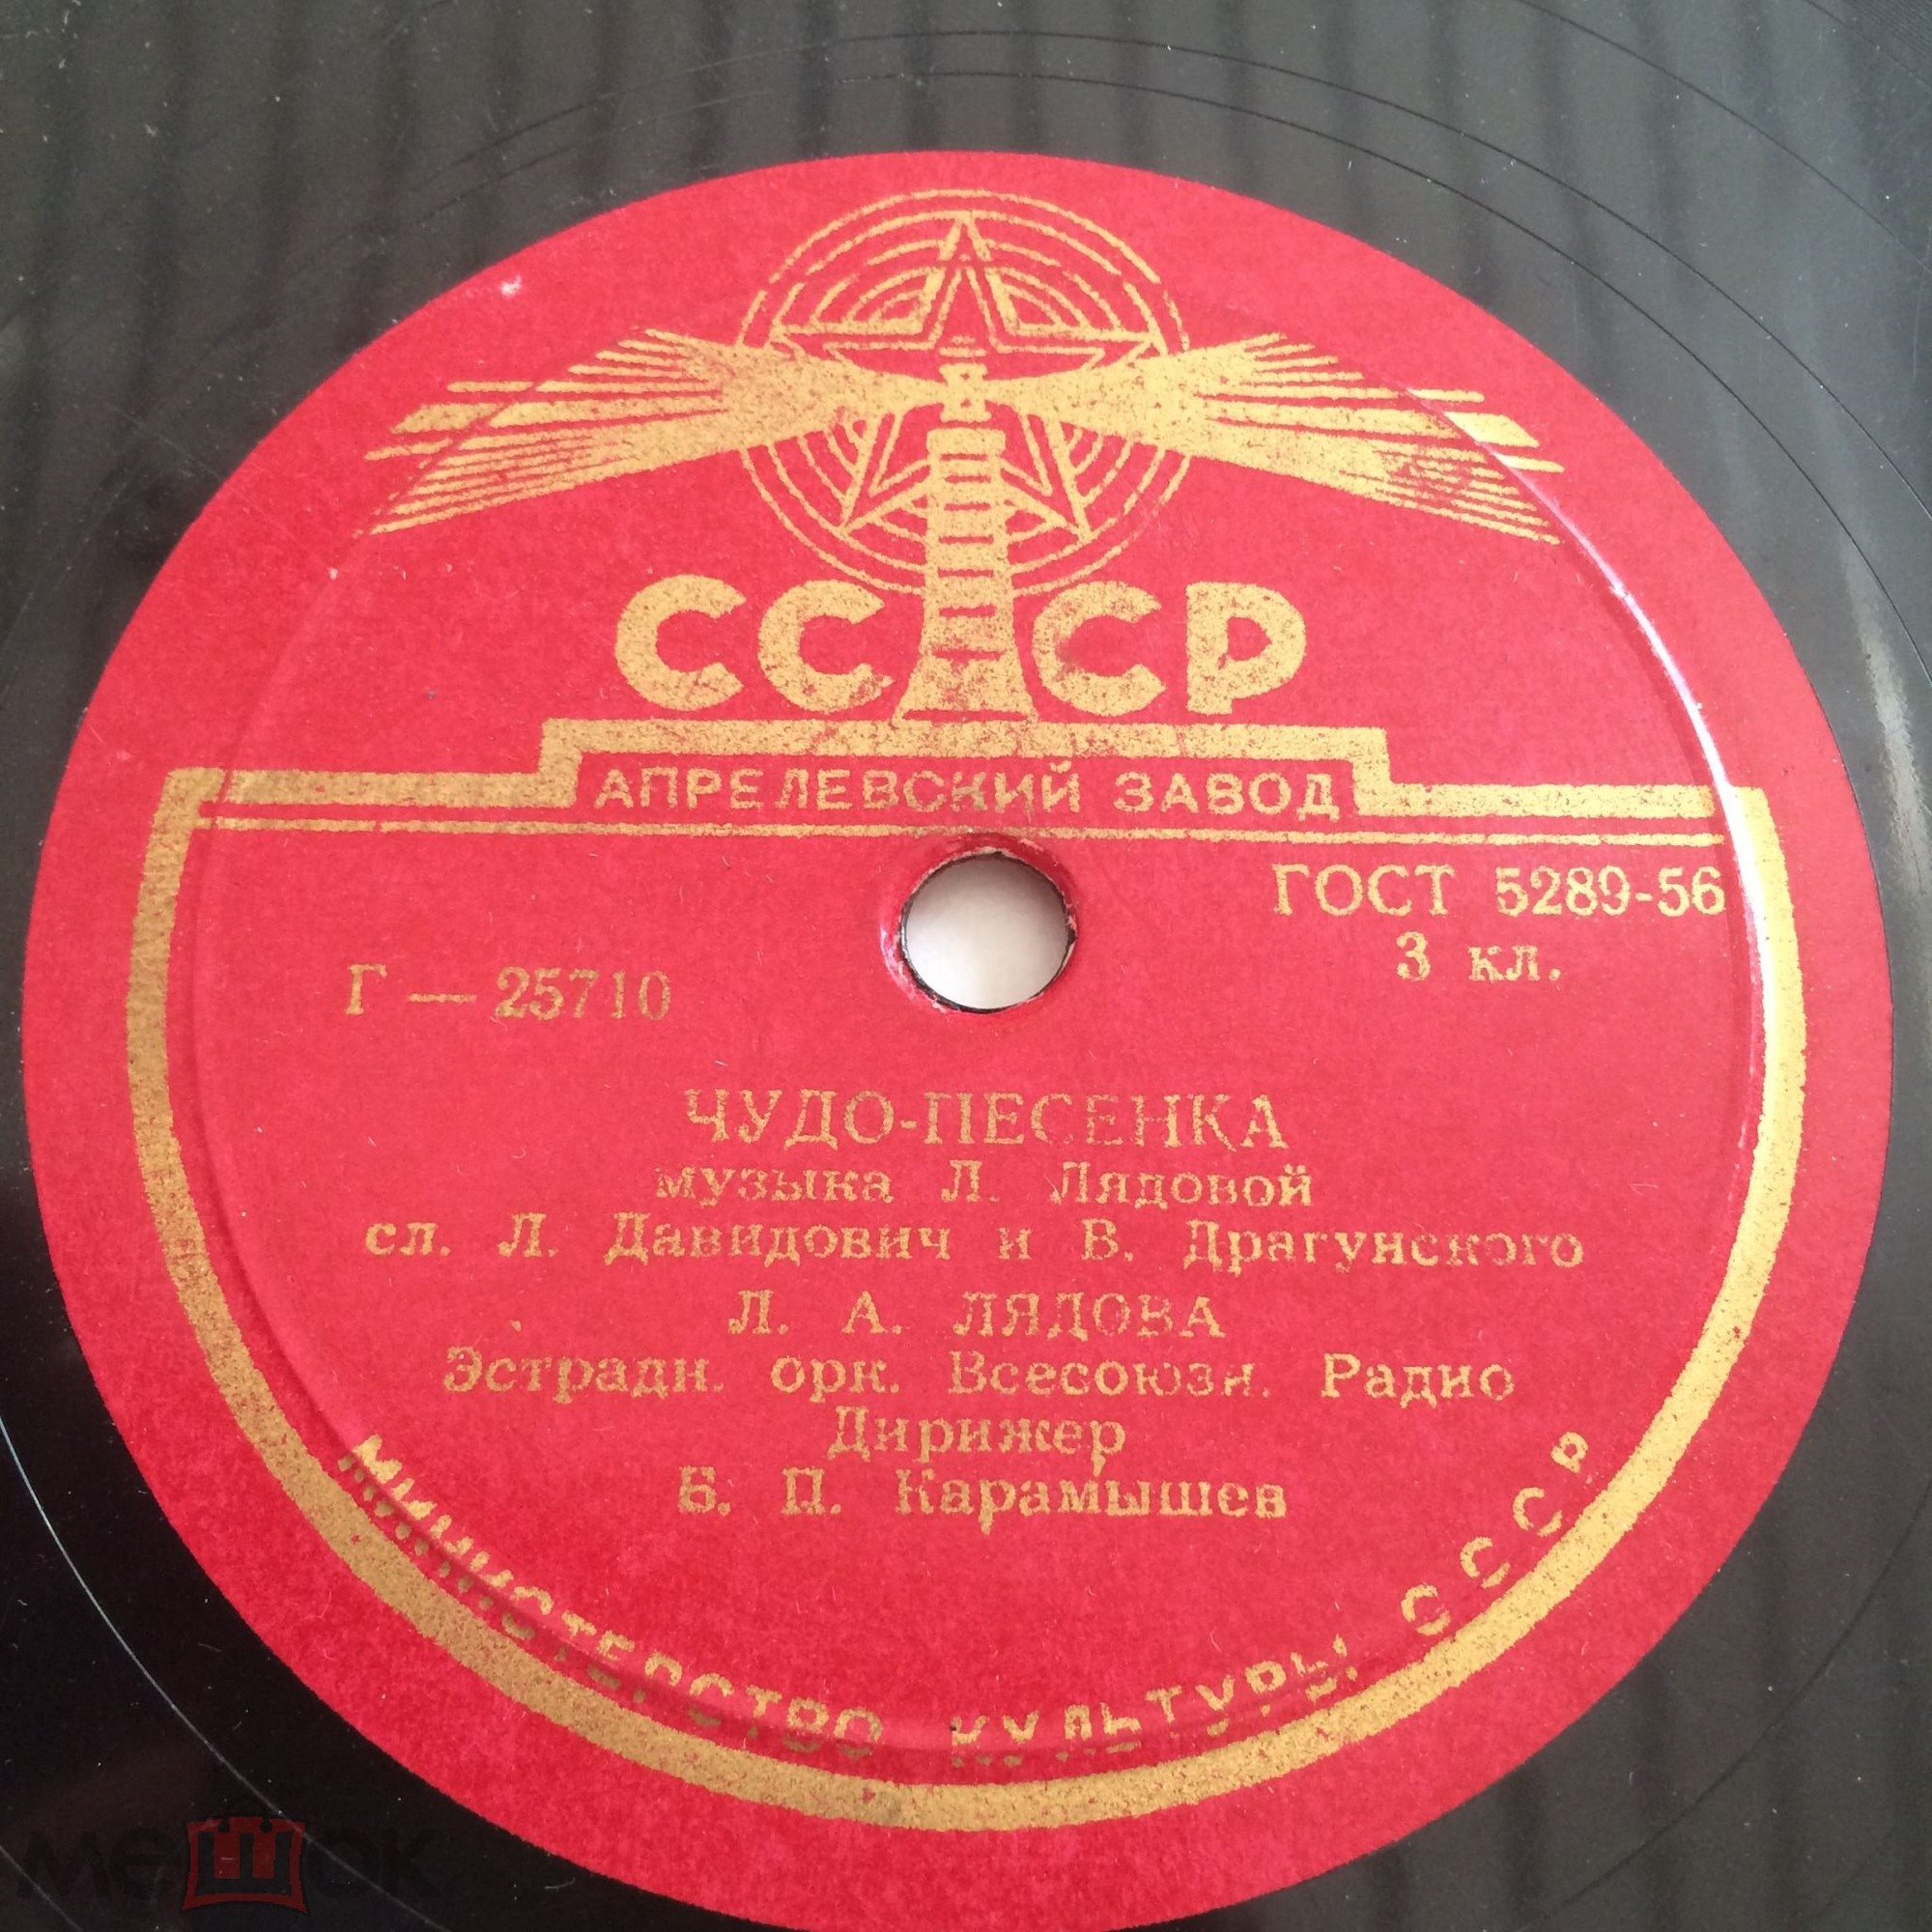 СССР
АПРЕЛЕВСКИЙ ЗАВОД
ГОСТ 5289-56
3 кл.
Г — 25710
ЧУДО-ПЕСЕНКА
музыка Л. Лядовой
сл. Л. Давидович и В. Драгунского
Л. А. ЛЯДОВА
Эстрадн. орк. Всесоюзн. Радио
Дирижер
Б. П. Карамышев
МИНИСТЕРСТВО КУЛЬТУРЫ СССР
мешок